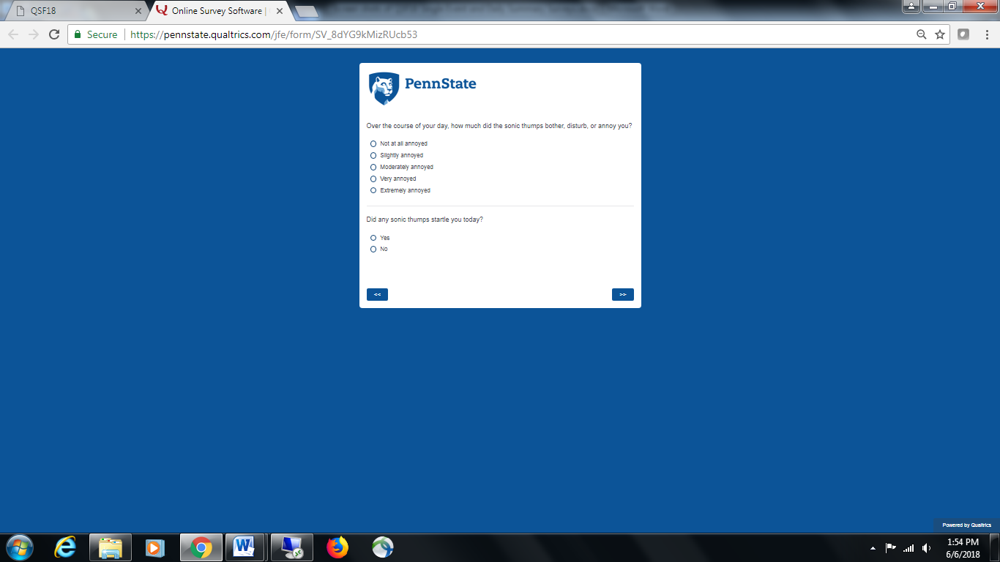 QSF18
Online Survey Software |
Secure
https://pennstate.qualtrics.com/jfe/form/SV_8dYG9kMizRUcb53
PennState
Over the course of your day, how much did the sonic thumps bother, disturb, or annoy you?
Not at all annoyed
Slightly annoyed
Moderately annoyed
Very annoyed
Extremely annoyed
Did any sonic thumps startle you today?
Yes
No
<<
>>
Powered by Qualtrics
1:54 PM
6/6/2018